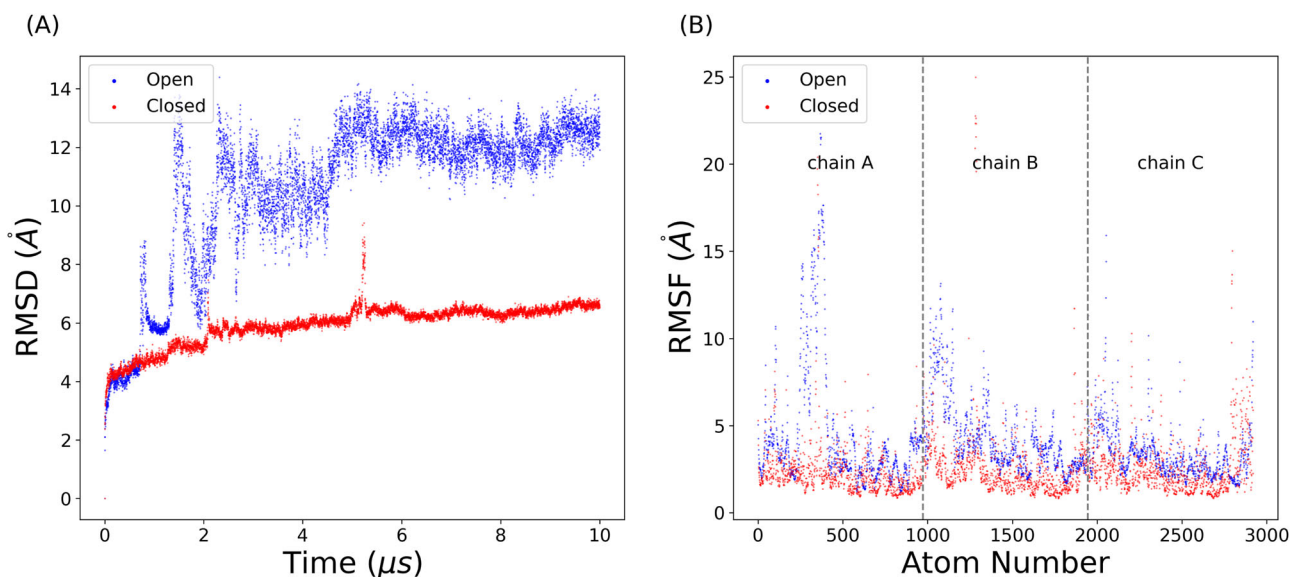 (A)
Open
Closed
RMSD (Å)
14
12
10
8
6
4
2
0
0 2 4 6 8 10
Time (μs)
(B)
Open
Closed
chain A chain B chain C
RMSF (Å)
25
20
15
10
5
0
0 500 1000 1500 2000 2500 3000
Atom Number